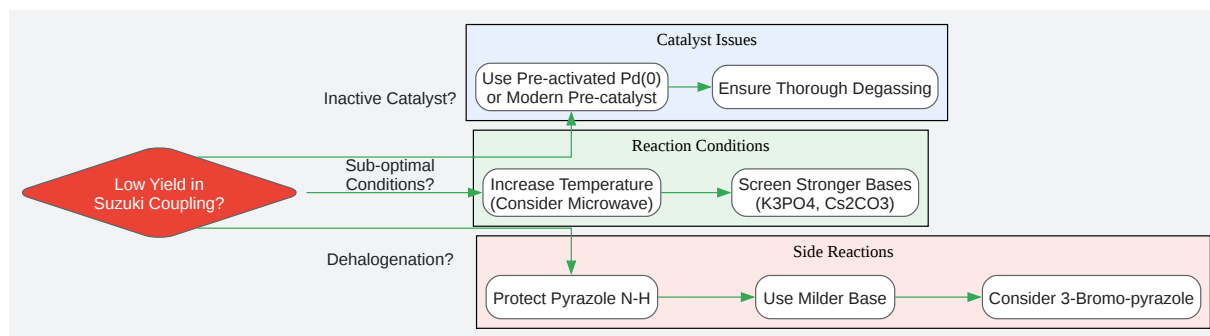 Catalyst Issues
Inactive Catalyst?
Use Pre-activated Pd(0)
or Modern Pre-catalyst
Ensure Thorough Degassing
Low Yield in
Suzuki Coupling?
Sub-optimal
Conditions?
Reaction Conditions
Increase Temperature
(Consider Microwave)
Screen Stronger Bases
(K3PO4, Cs2CO3)
Dehalogenation?
Side Reactions
Protect Pyrazole N-H
Use Milder Base
Consider 3-Bromo-pyrazole